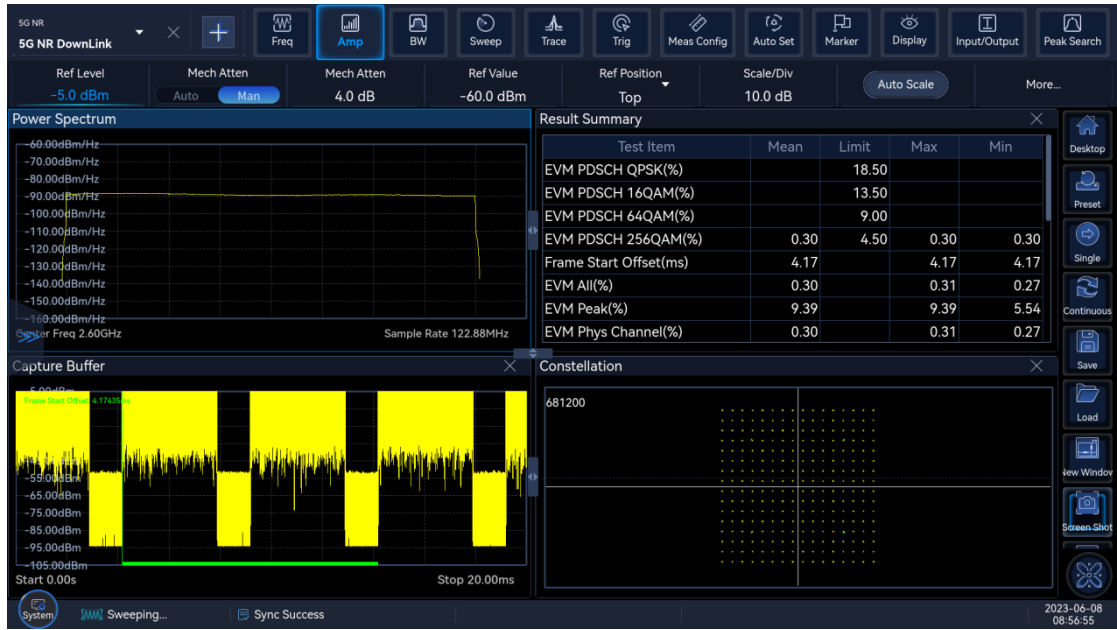 5G NR
5G NR DownLink
Freq
Amp
BW
Sweep
Trace
Trig
Meas Config
Auto Set
Marker
Display
Input/Output
Peak Search
Ref Level
-5.0 dBm
Mech Atten
Auto Man
Mech Atten
4.0 dB
Ref Value
-60.0 dBm
Ref Position
Top
Scale/Div
10.0 dB
Auto Scale
More...
Power Spectrum
-60.00dBm/Hz
-70.00dBm/Hz
-80.00dBm/Hz
-90.00dBm/Hz
-100.00dBm/Hz
-110.00dBm/Hz
-120.00dBm/Hz
-130.00dBm/Hz
-140.00dBm/Hz
-150.00dBm/Hz
-160.00dBm/Hz
Center Freq 2.60GHz Sample Rate 122.88MHz
Result Summary
Test Item Mean Limit Max Min
EVM PDSCH QPSK(%) 18.50
EVM PDSCH 16QAM(%) 13.50
EVM PDSCH 64QAM(%) 9.00
EVM PDSCH 256QAM(%) 0.30 4.50 0.30 0.30
Frame Start Offset(ms) 4.17 4.17 4.17
EVM All(%) 0.30 0.31 0.27
EVM Peak(%) 9.39 9.39 5.54
EVM Phys Channel(%) 0.30 0.31 0.27
Capture Buffer
Frame Start Offset: 4.17435ms
-55.00dBm
-65.00dBm
-75.00dBm
-85.00dBm
-95.00dBm
-105.00dBm
Start 0.00s Stop 20.00ms
Constellation
681200
Desktop
Preset
Single
Continuous
Save
Load
New Window
Screen Shot
System
Sweeping...
Sync Success
2023-06-08
08:56:55